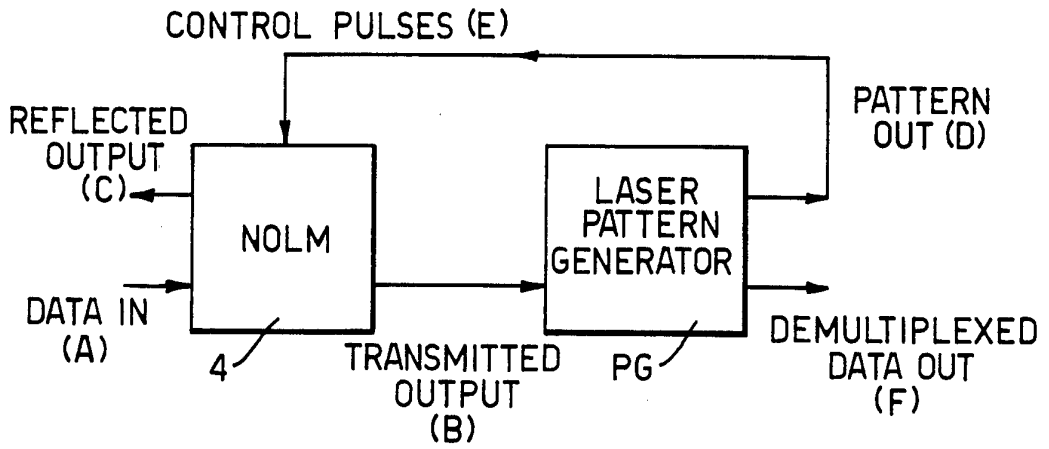 CONTROL PULSES (E)
REFLECTED
OUTPUT
(C)
PATTERN
OUT (D)
NOLM
LASER
PATTERN
GENERATOR
DATA IN
(A)
4
TRANSMITTED
OUTPUT
(B)
PG
DEMULTIPLEXED
DATA OUT
(F)